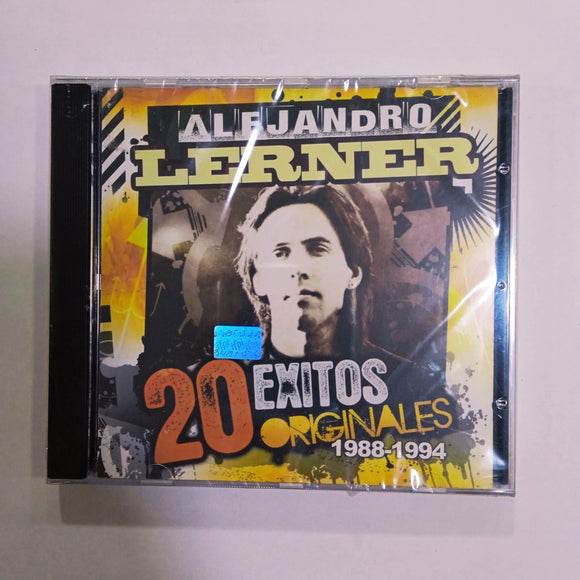 ALEJANDRO
LERNER
20 EXITOS
ORIGINALES
1988-1994